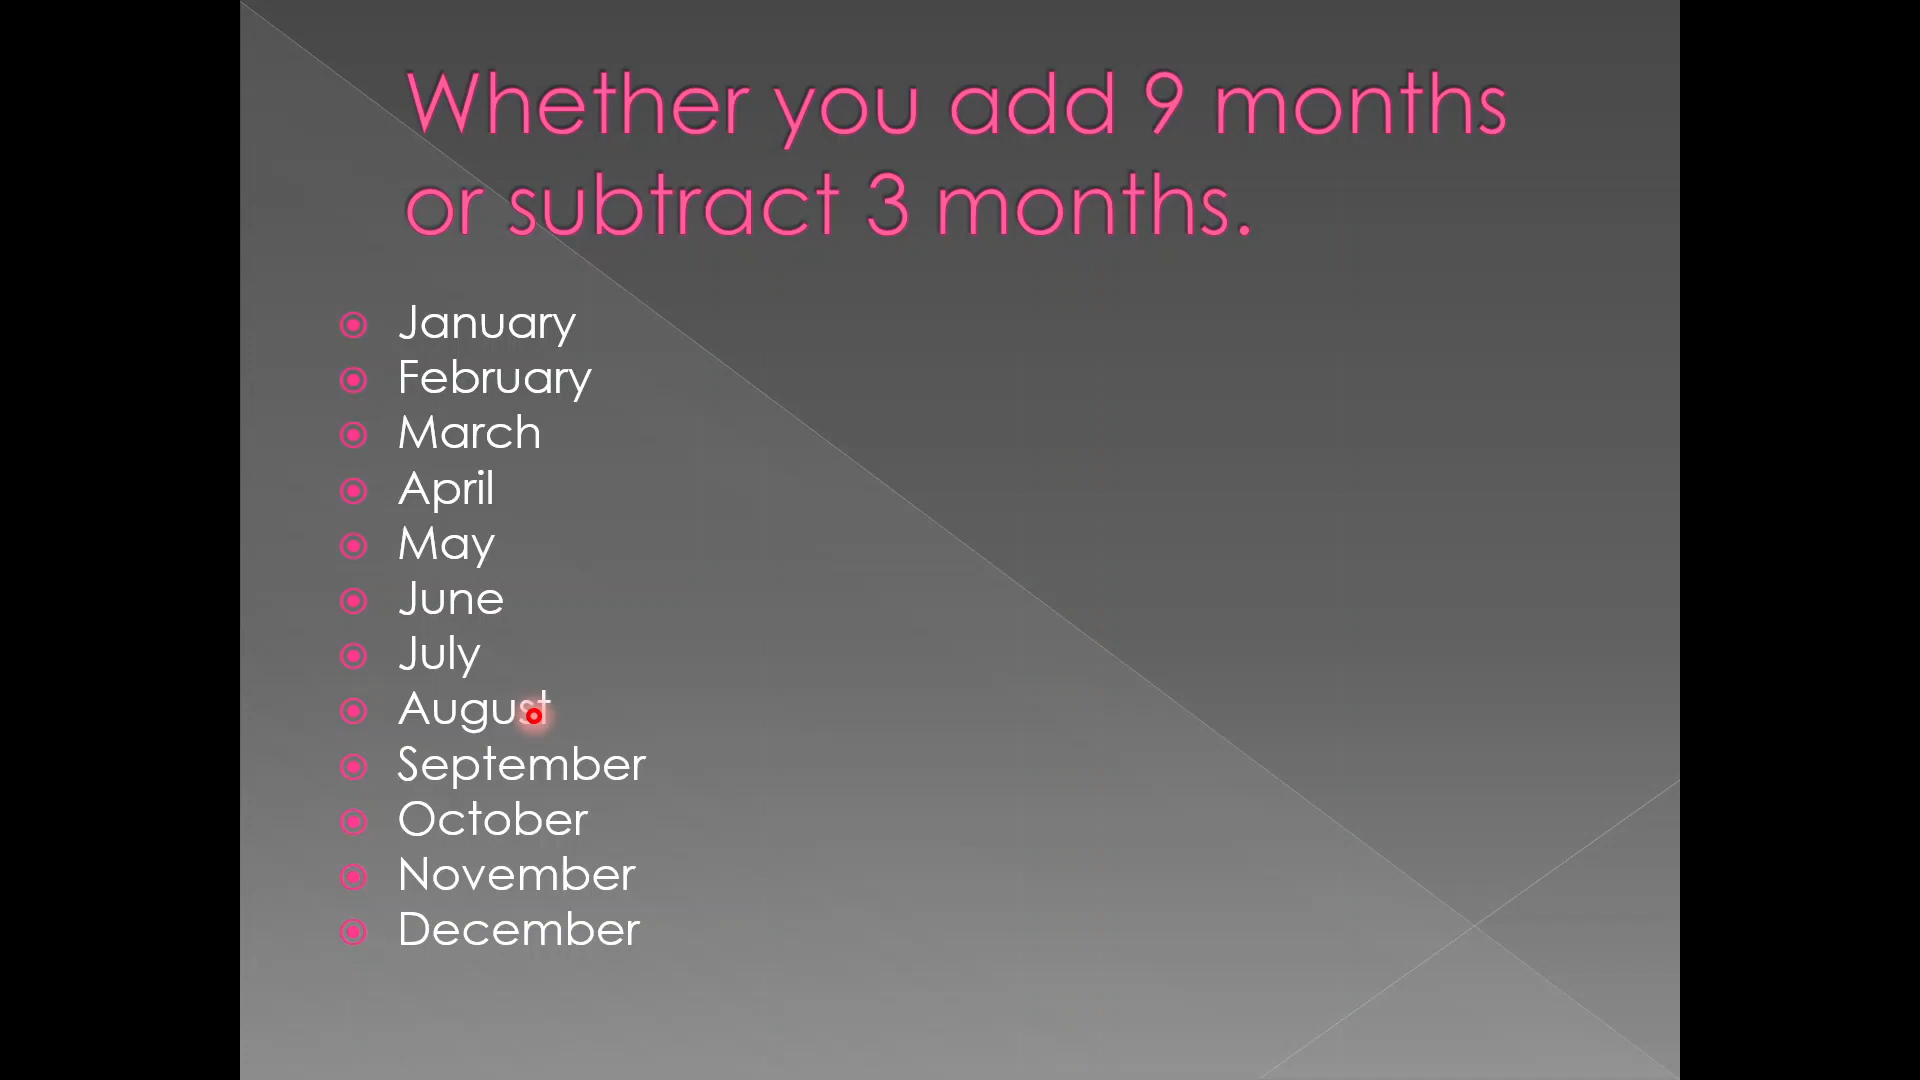 Whether you add 9 months
or subtract 3 months.
January
February
March
April
May
June
July
August
September
October
November
December